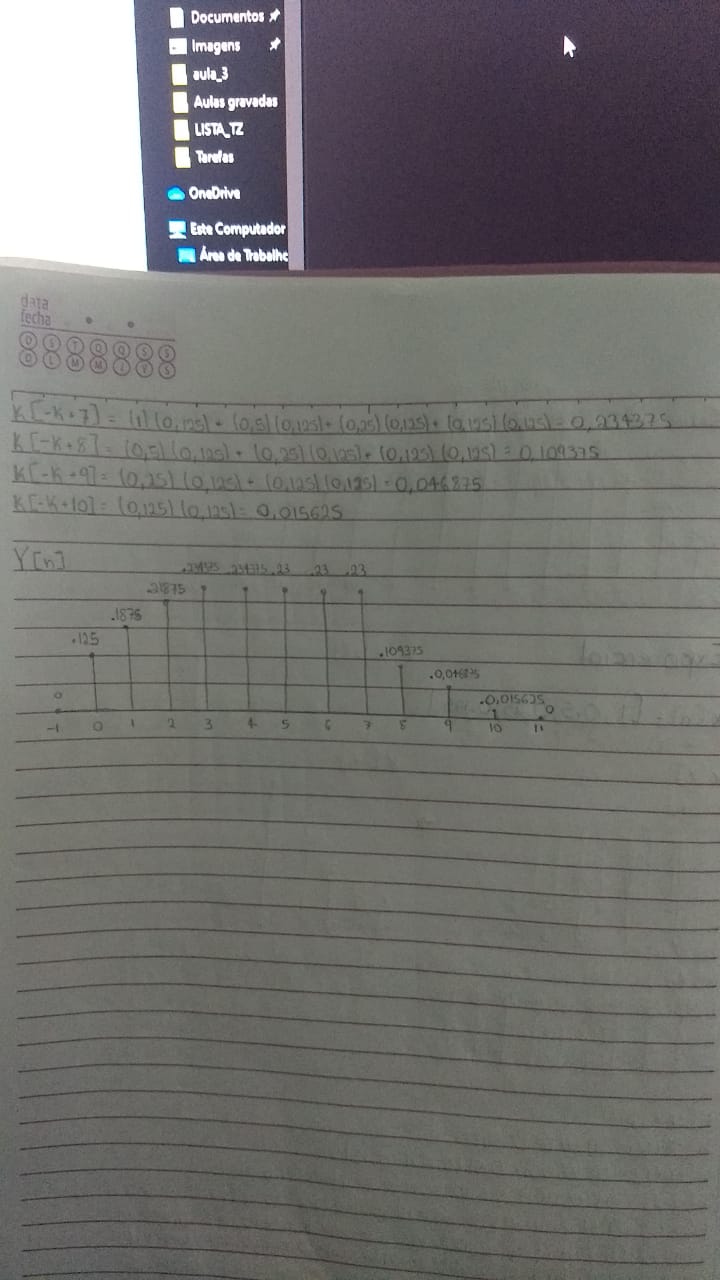 Documentos
Imagens
aula_3
Aulas gravadas
LISTA_TZ
Tarefas
OneDrive
Este Computador
Área de Trabalho
data
fecha
D S T Q Q S S
D L M M J V S
K[-K+7] = (1)(0,125) + (0,5)(0,125)+ (0,25)(0,125)+ (0,125)(0,125)= 0,234375
K[-K+8]= (0,5)(0,125)+ (0,25)(0,125)+ (0,125)(0,125) = 0,109375
K[-K+9]= (0,25)(0,125)+ (0,125)(0,125)= 0,046875
K[-K+10]= (0,125)(0,125)= 0,015625
Y[n]
.234375 .234375 .23 .23 .23
.21875
.1875
.125
.109375
.0,046875
.0,015625
0 0
-1 0 1 2 3 4 5 6 7 8 9 10 11